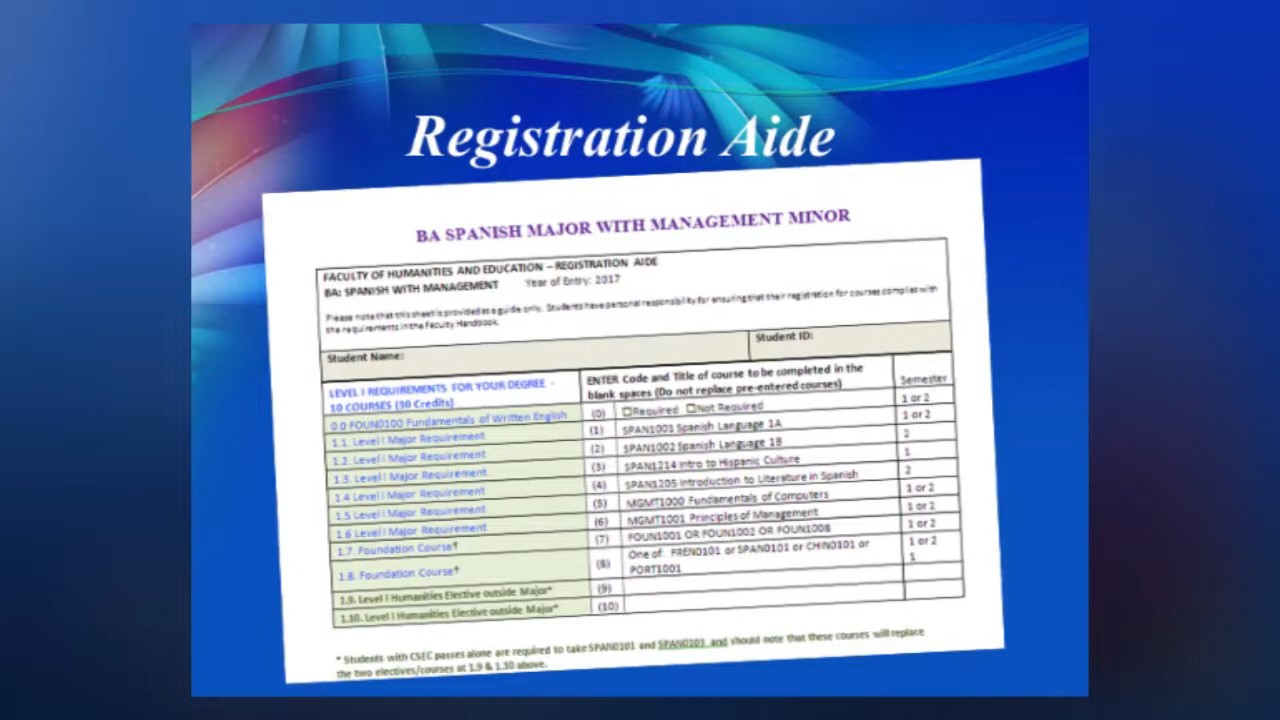 Registration Aide
BA SPANISH MAJOR WITH MANAGEMENT MINOR
FACULTY OF HUMANITIES AND EDUCATION – REGISTRATION AIDE
BA: SPANISH WITH MANAGEMENT Year of Entry: 2017
Please note that this sheet is provided as a guide only. Students have personal responsibility for ensuring that their registration for courses complies with
the requirements in the Faculty Handbook.
Student Name: Student ID:
LEVEL I REQUIREMENTS FOR YOUR DEGREE -
10 COURSES (30 Credits)
ENTER Code and Title of course to be completed in the
blank spaces (Do not replace pre-entered courses)
Semester
0.0 FOUN0100 Fundamentals of Written English (0) ☐Required ☐Not Required 1 or 2
1.1. Level I Major Requirement (1) SPAN1001 Spanish Language 1A 1 or 2
1.2. Level I Major Requirement (2) SPAN1002 Spanish Language 1B 2
1.3. Level I Major Requirement (3) SPAN1214 Intro to Hispanic Culture 1
1.4 Level I Major Requirement (4) SPAN1205 Introduction to Literature in Spanish 2
1.5 Level I Major Requirement (5) MGMT1000 Fundamentals of Computers 1 or 2
1.6 Level I Major Requirement (6) MGMT1001 Principles of Management 1 or 2
1.7. Foundation Course† (7) FOUN1001 OR FOUN1002 OR FOUN1008 1 or 2
1.8. Foundation Course† (8) One of: FREN0101 or SPAN0101 or CHIN0101 or 1 or 2
PORT1001 1
1.9. Level I Humanities Elective outside Major* (9)
1.10. Level I Humanities Elective outside Major* (10)
* Students with CSEC passes alone are required to take SPAN0101 and SPAN0103 and should note that these courses will replace
the two electives/courses at 1.9 & 1.10 above.